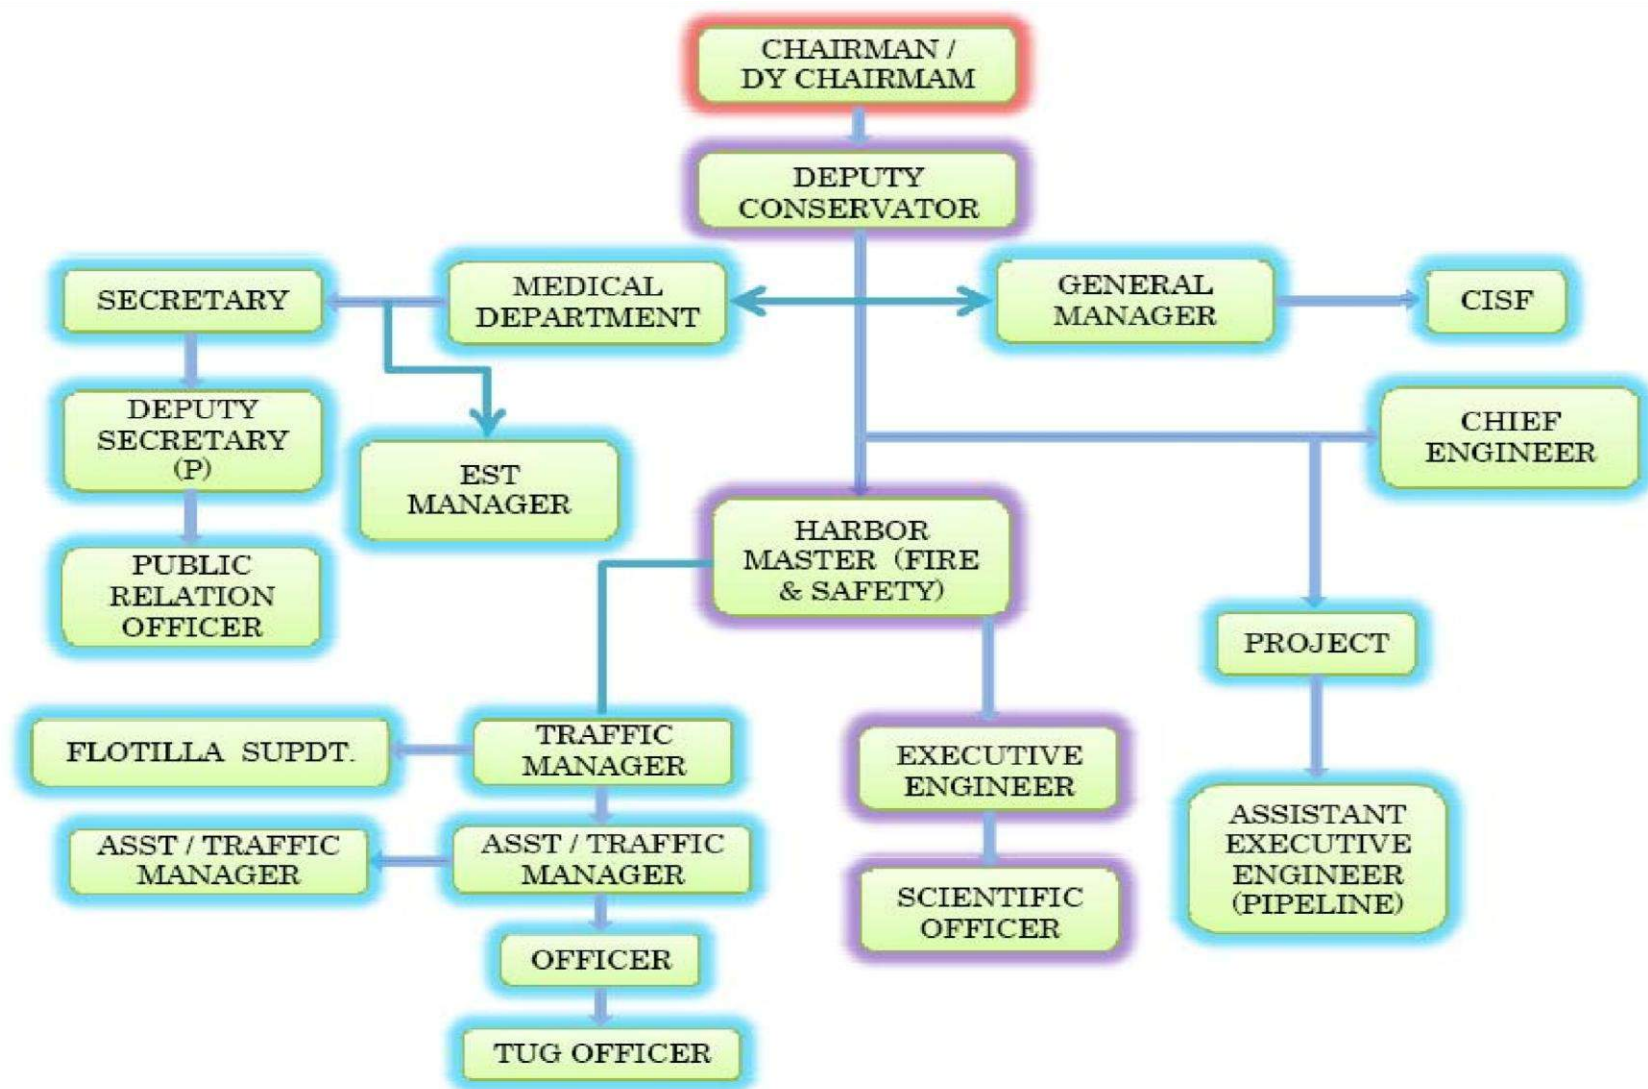 CHAIRMAN /
DY CHAIRMAM
DEPUTY
CONSERVATOR
SECRETARY
MEDICAL
DEPARTMENT
GENERAL
MANAGER
CISF
DEPUTY
SECRETARY
(P)
EST
MANAGER
CHIEF
ENGINEER
HARBOR
MASTER (FIRE
& SAFETY)
PUBLIC
RELATION
OFFICER
PROJECT
FLOTILLA SUPDT.
TRAFFIC
MANAGER
EXECUTIVE
ENGINEER
ASSISTANT
EXECUTIVE
ENGINEER
(PIPELINE)
ASST / TRAFFIC
MANAGER
ASST / TRAFFIC
MANAGER
SCIENTIFIC
OFFICER
OFFICER
TUG OFFICER